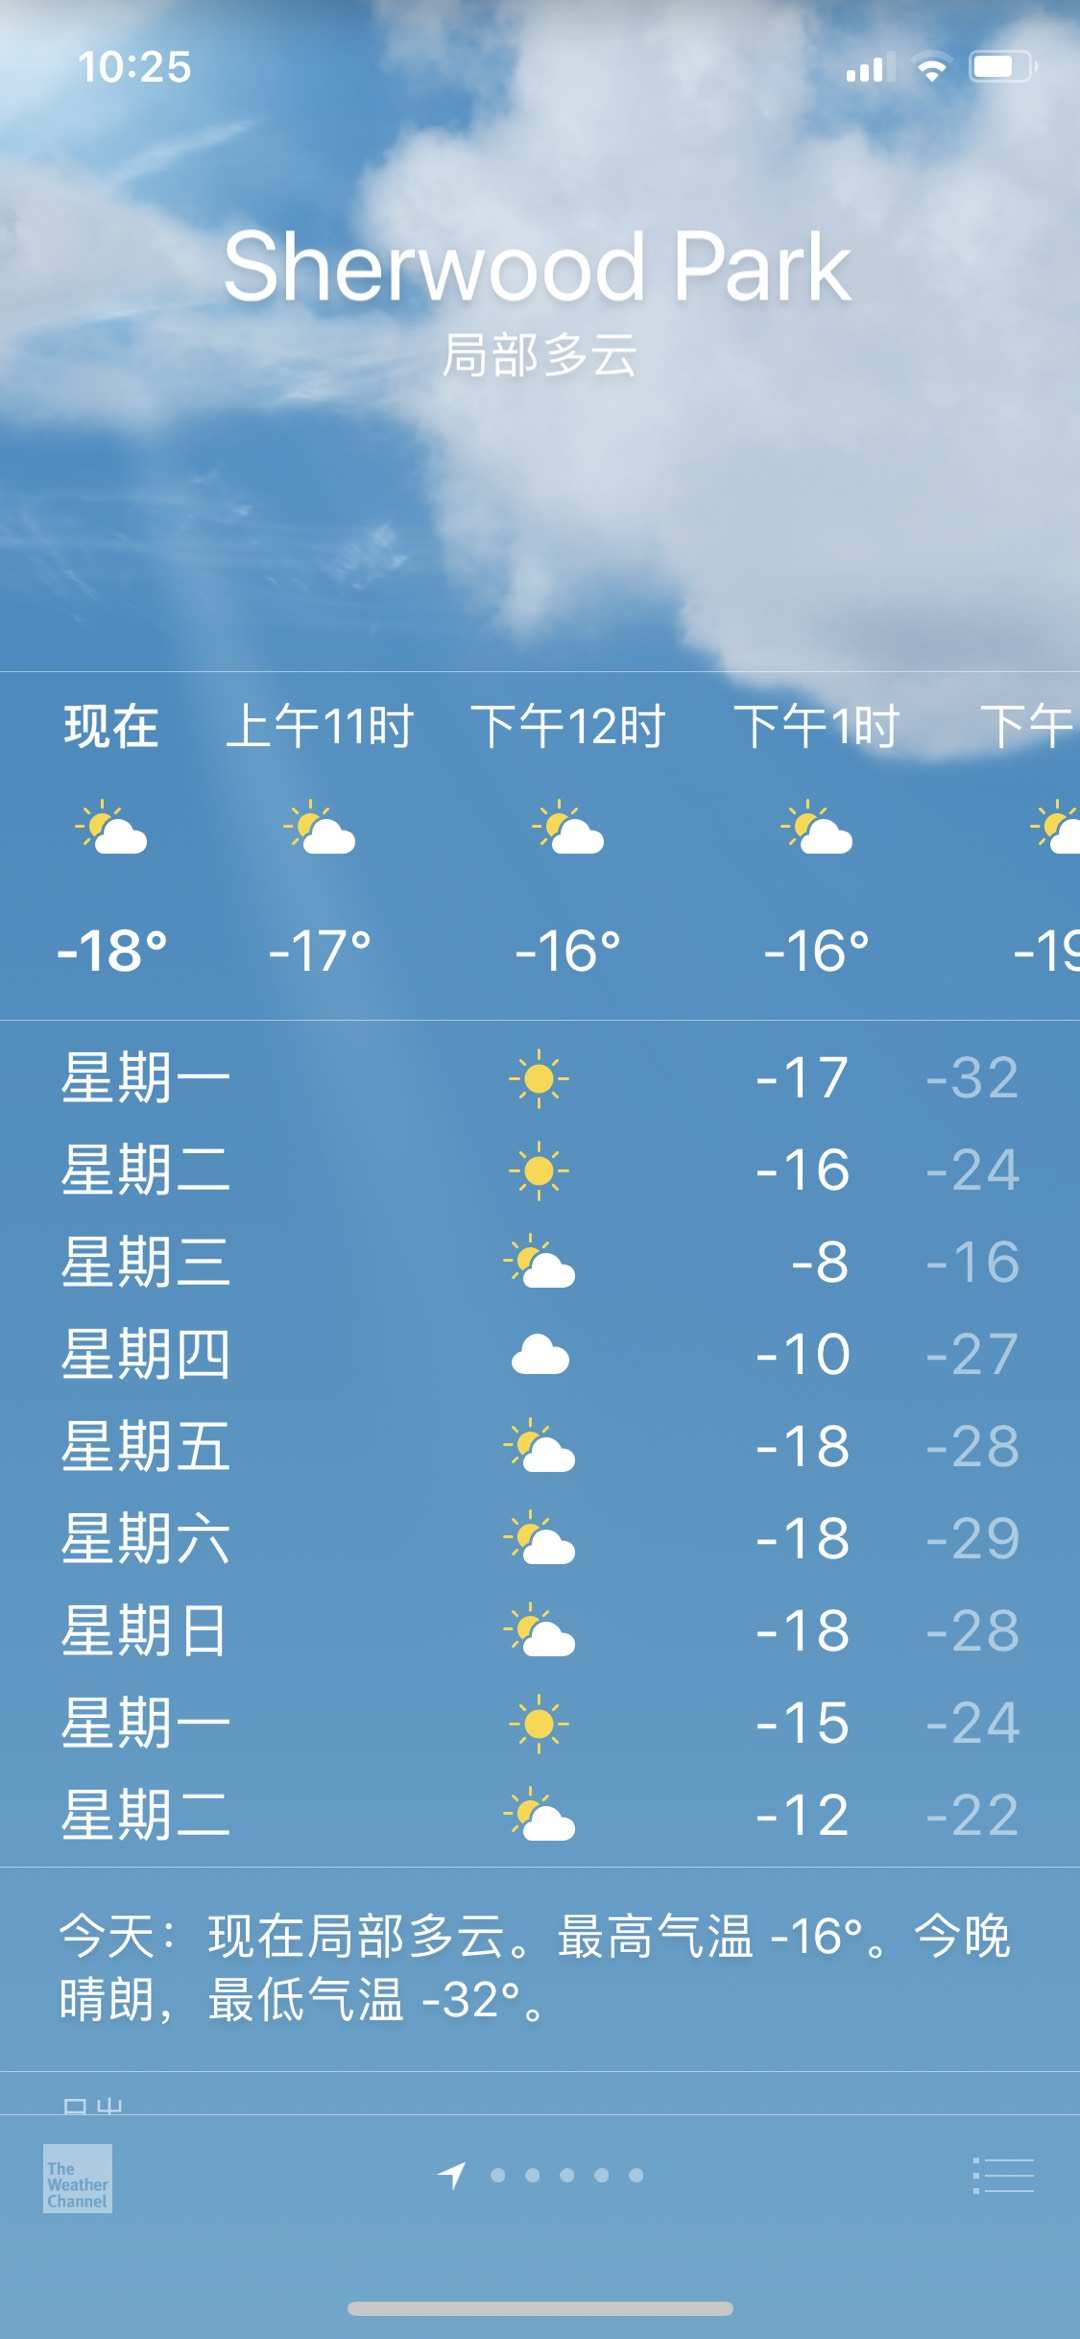 10:25
Sherwood Park
局部多云
现在 上午11时 下午12时 下午1时 下午
-18° -17° -16° -16° -19
星期一 -17 -32
星期二 -16 -24
星期三 -8 -16
星期四 -10 -27
星期五 -18 -28
星期六 -18 -29
星期日 -18 -28
星期一 -15 -24
星期二 -12 -22
今天：现在局部多云。最高气温 -16°。今晚
晴朗，最低气温 -32°。
The
Weather
Channel